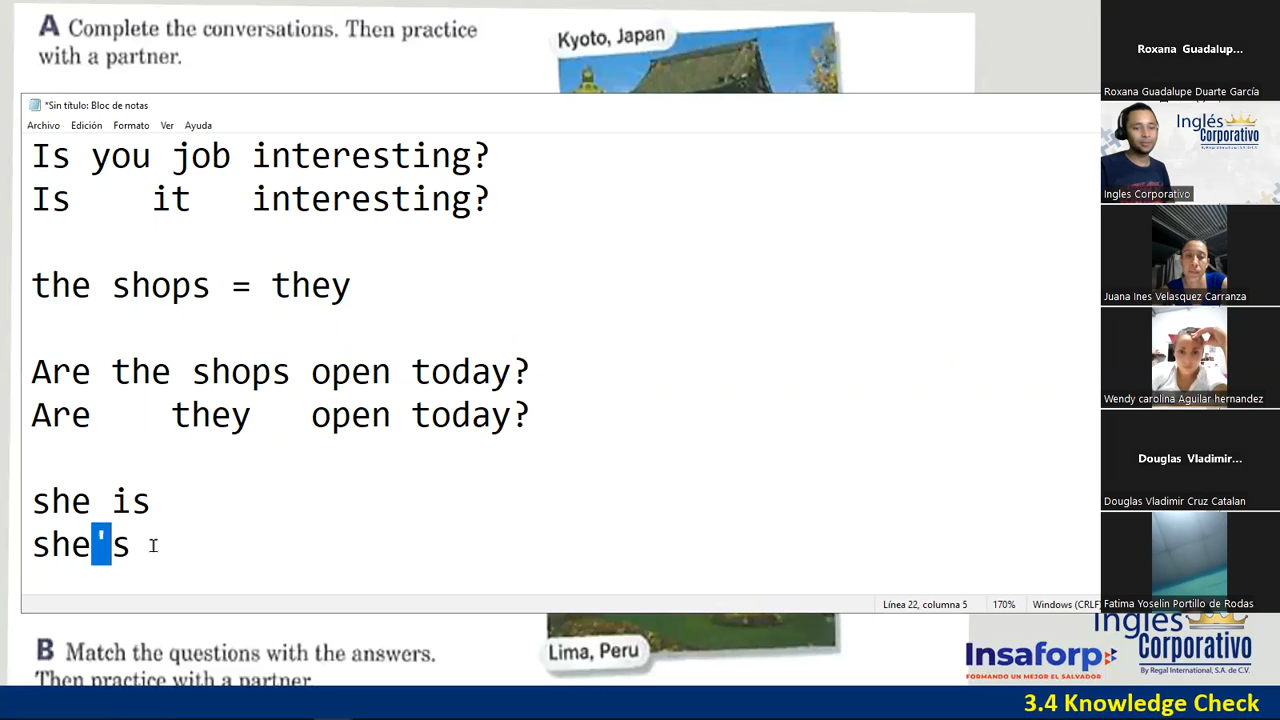 A Complete the conversations. Then practice
with a partner.
Kyoto, Japan
*Sin título: Bloc de notas
Archivo Edición Formato Ver Ayuda
Is you job interesting?
Is it interesting?
the shops = they
Are the shops open today?
Are they open today?
she is
she's
Línea 22, columna 5 170% Windows (CRLF)
B Match the questions with the answers.
Then practice with a partner.
Lima, Peru
Insaforp
FORMANDO UN MEJOR EL SALVADOR
Inglés
Corporativo
By Regal International, S.A. de C.V.
3.4 Knowledge Check
Roxana Guadalup...
Roxana Guadalupe Duarte García
Inglés
Corporativo
By Regal International, S.A. de C.V.
Ingles Corporativo
Juana Ines Velasquez Carranza
Wendy carolina Aguilar hernandez
Douglas Vladimir...
Douglas Vladimir Cruz Catalan
Fatima Yoselin Portillo de Rodas